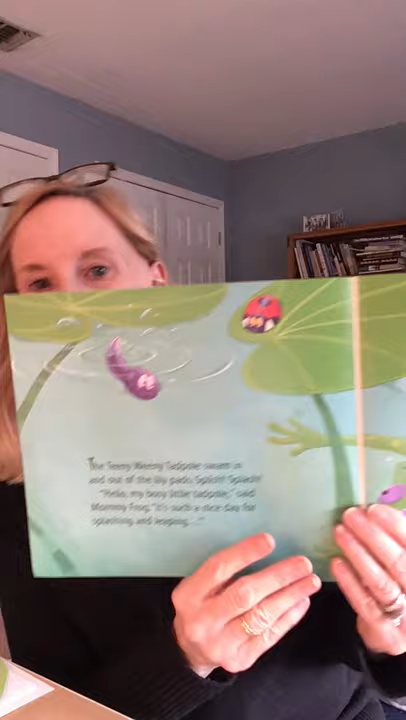 The Teeny Weeny Tadpole swam in
and out of the lily pads. Splish! Splash!
"Hello, my busy little tadpole," said
Mommy Frog. "It's such a nice day for
splashing and leaping. . ."